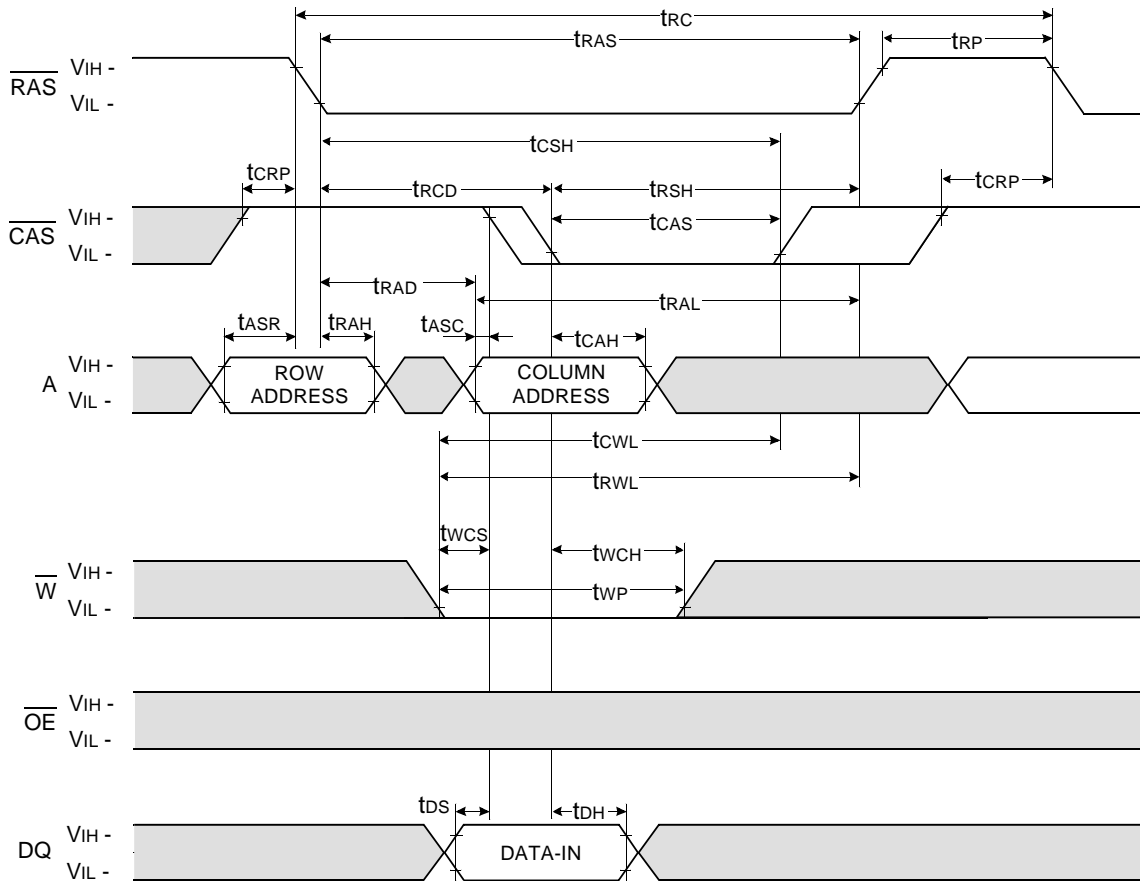 tRC
tRAS
tRP
RAS VIH -
VIL -
tCSH
tCRP
tRCD
tRSH
tCRP
CAS VIH -
VIL -
tCAS
tRAD
tRAL
tASR
tRAH
tASC
tCAH
A VIH -
VIL -
ROW
ADDRESS
COLUMN
ADDRESS
tCWL
tRWL
tWCS
tWCH
W VIH -
VIL -
tWP
OE VIH -
VIL -
tDS
tDH
DQ VIH -
VIL -
DATA-IN